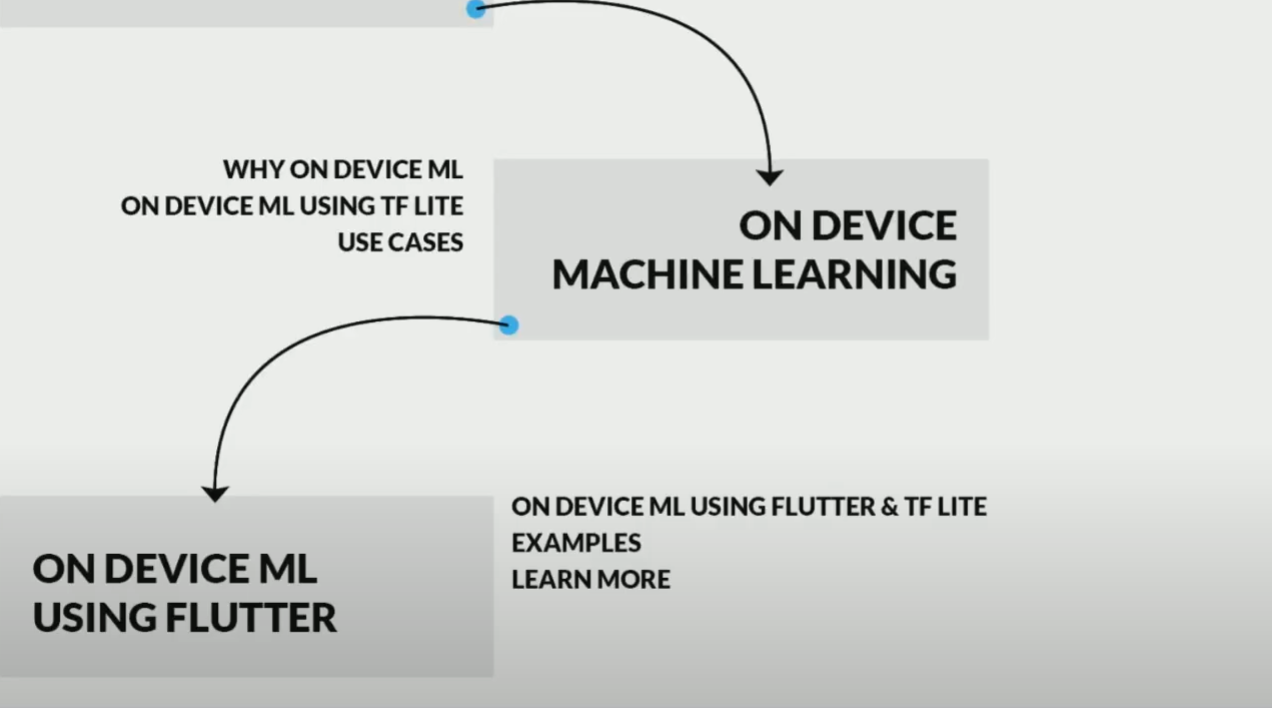 WHY ON DEVICE ML
ON DEVICE ML USING TF LITE
USE CASES
ON DEVICE
MACHINE LEARNING
ON DEVICE ML
USING FLUTTER
ON DEVICE ML USING FLUTTER & TF LITE
EXAMPLES
LEARN MORE